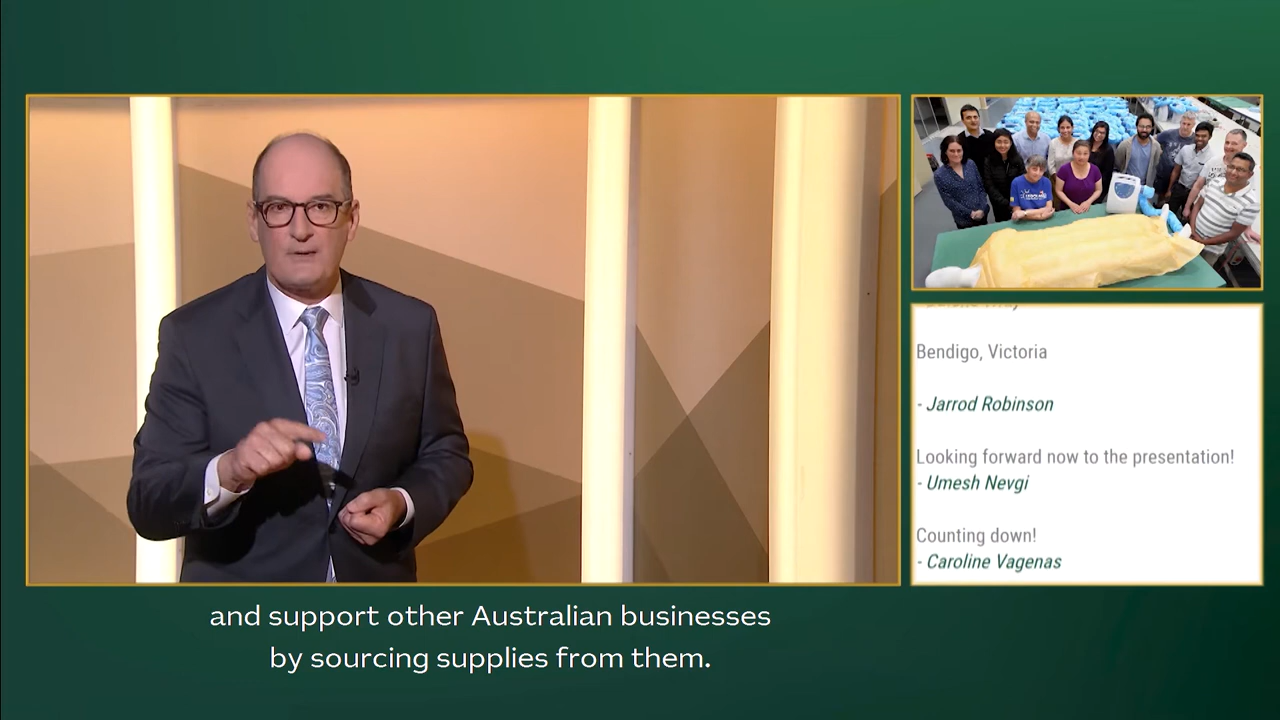 Bendigo, Victoria
- Jarrod Robinson
Looking forward now to the presentation!
- Umesh Nevgi
Counting down!
- Caroline Vagenas
and support other Australian businesses
by sourcing supplies from them.